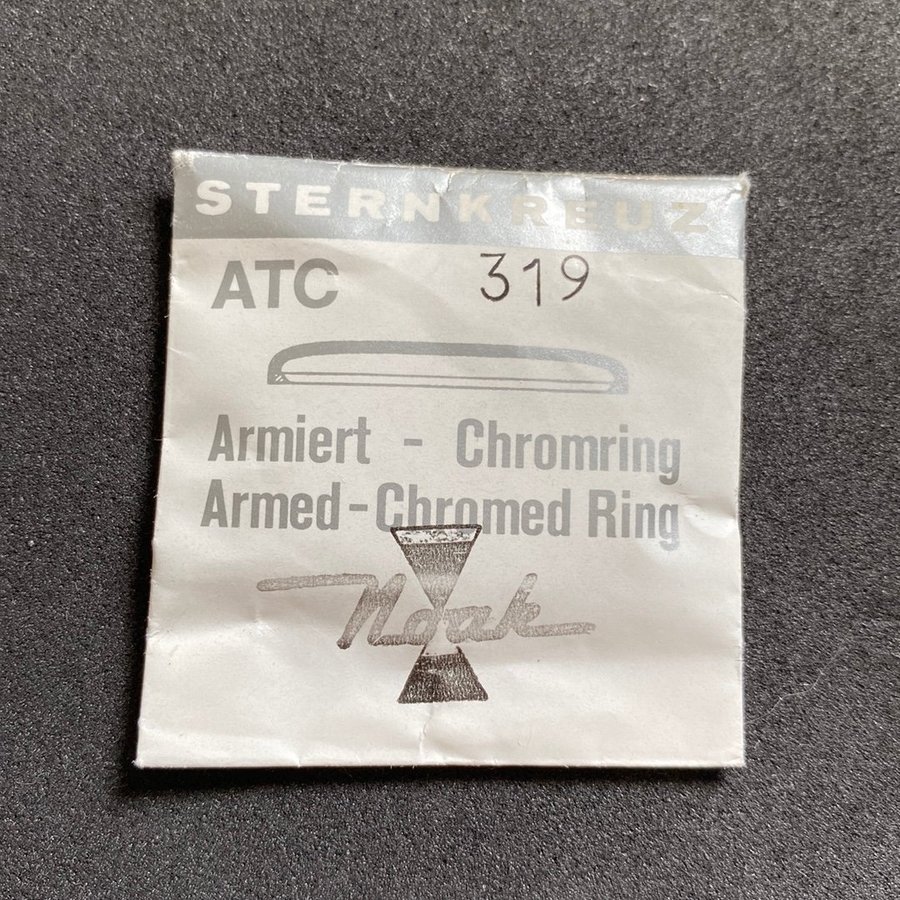 STERNKREUZ
ATC 319
Armiert - Chromring
Armed-Chromed Ring
Noak